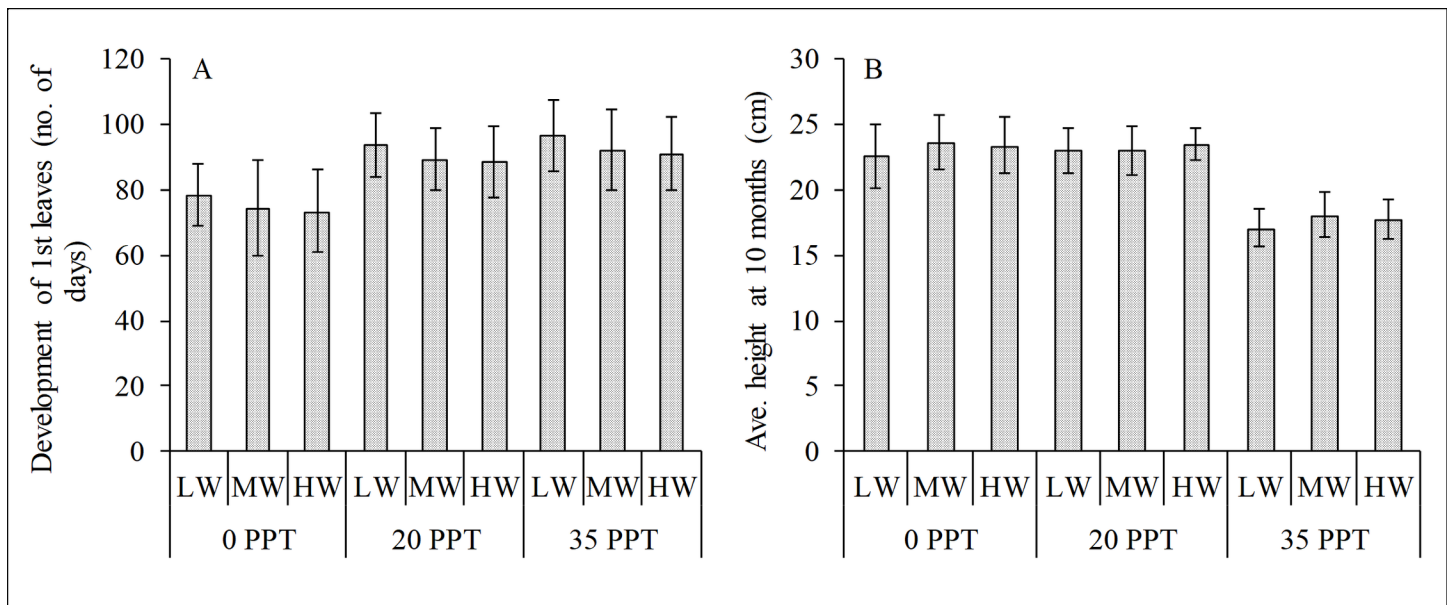 A
Development of 1st leaves (no. of
days)
120
100
80
60
40
20
0
LW MW HW LW MW HW LW MW HW
0 PPT 20 PPT 35 PPT
B
Ave. height at 10 months (cm)
30
25
20
15
10
5
0
LW MW HW LW MW HW LW MW HW
0 PPT 20 PPT 35 PPT